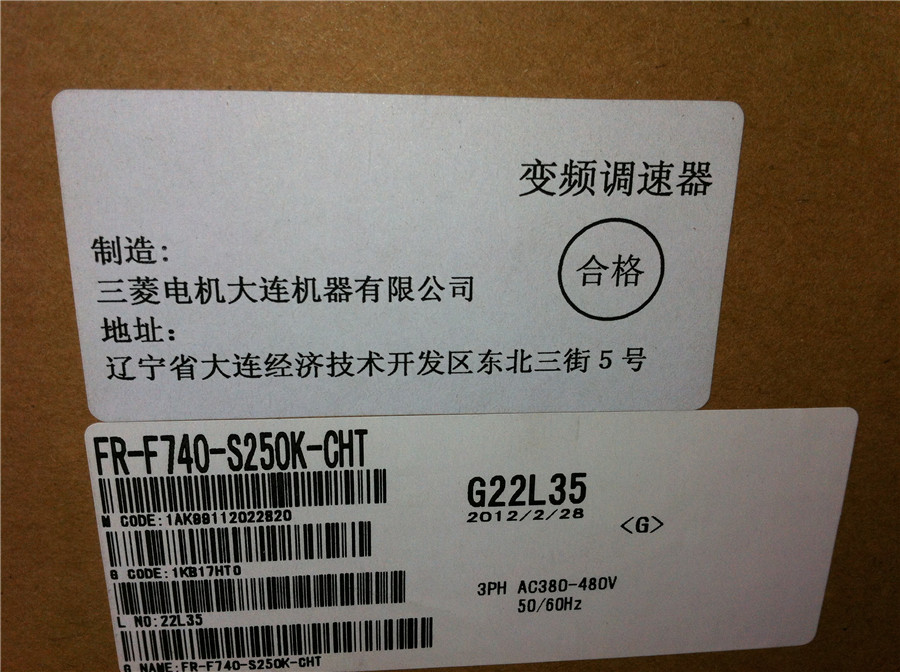 变频调速器
合格
制造:
三菱电机大连机器有限公司
地址:
辽宁省大连经济技术开发区东北三街5号
FR-F740-S250K-CHT
M CODE:1AK99112022820
G CODE:1KB17HT0
L NO:22L35
G NAME:FR-F740-S250K-CHT
G22L35
2012/2/28
<G>
3PH AC380-480V
50/60Hz